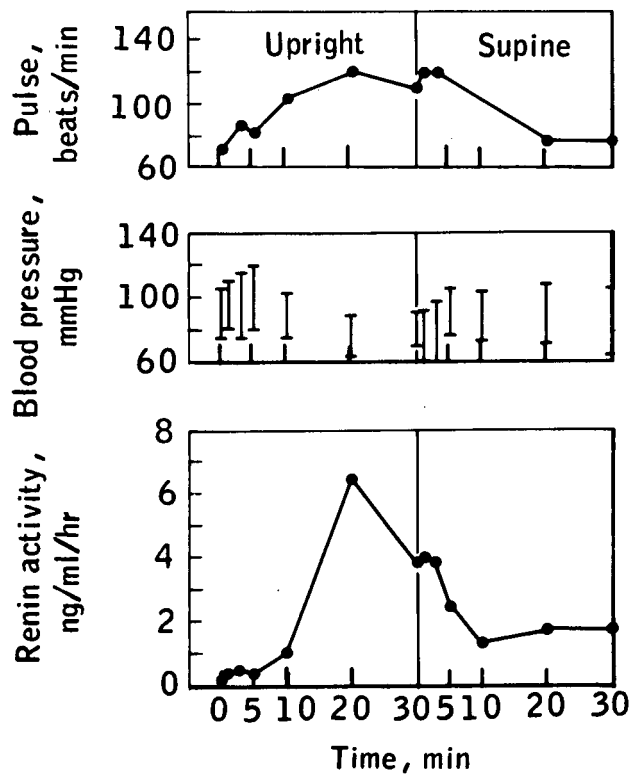 Pulse,
beats/min
140
100
60
Upright
Supine
Blood pressure,
mmHg
140
100
60
Renin activity,
ng/ml/hr
8
6
4
2
0
0 5 10 20 30 5 10 20 30
Time, min